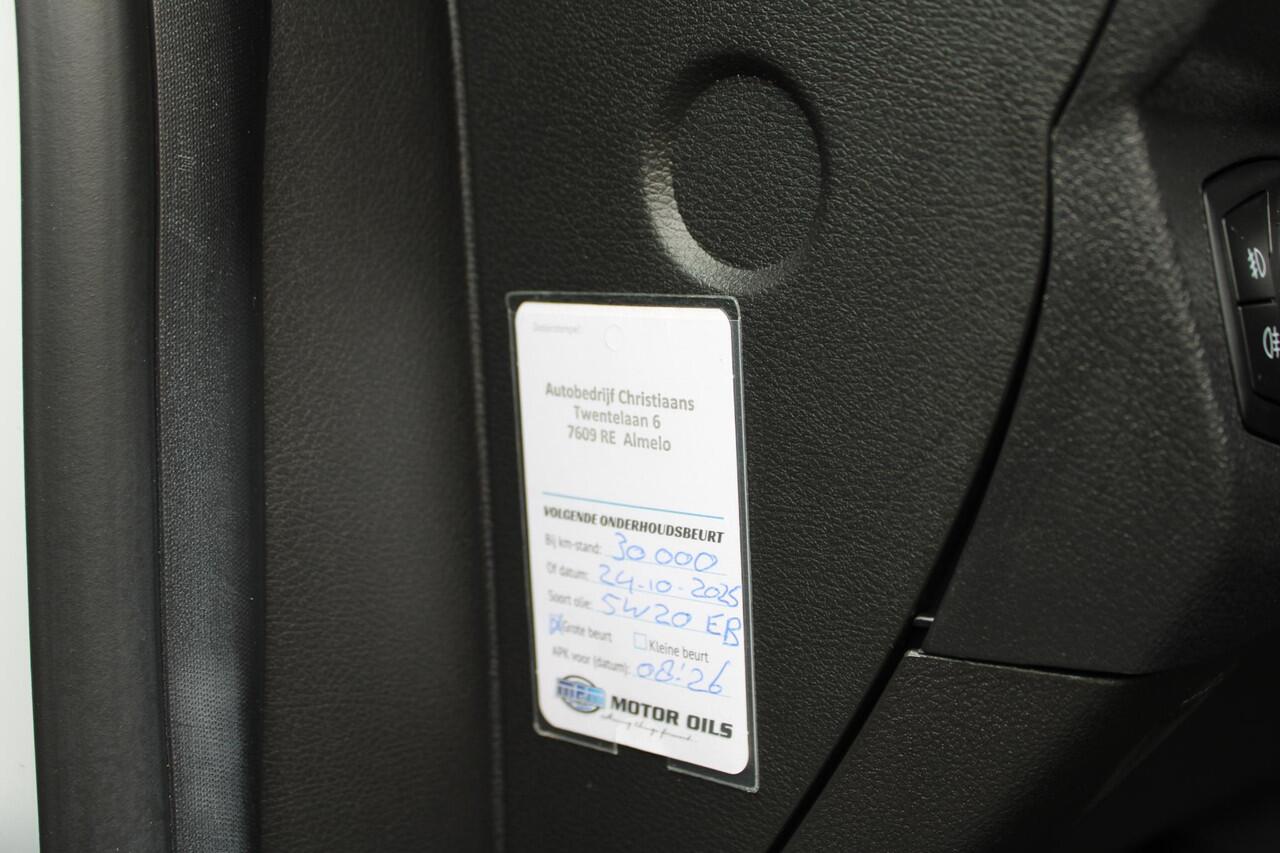 Dealerstempel:
Autobedrijf Christiaans
Twentelaan 6
7609 RE Almelo
VOLGENDE ONDERHOUDSBEURT
Bij km-stand: 30 000
Of datum: 24-10-2025
Soort olie: 5W20 EB
Grote beurt Kleine beurt
APK voor (datum): 08-26
MOTOR OILS